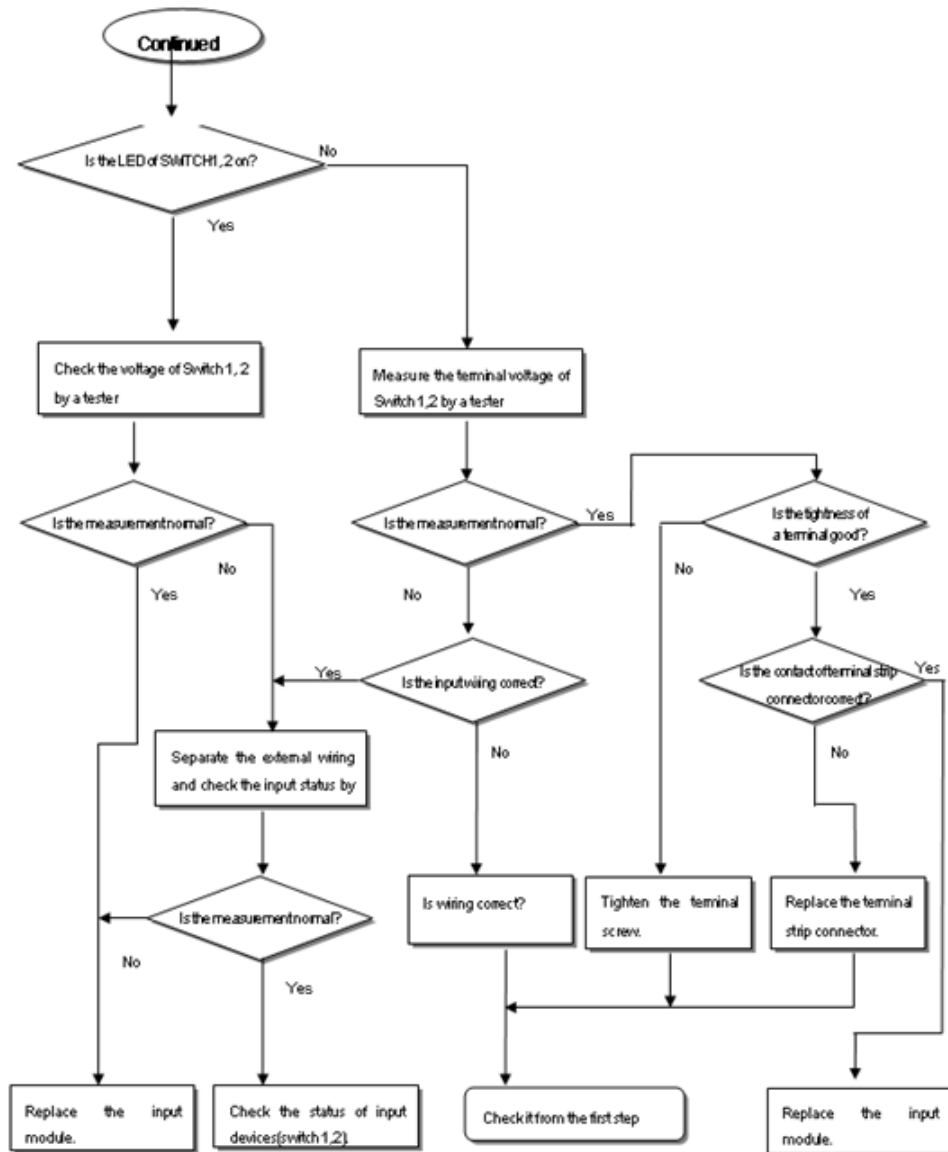 Continued
Is the LED of SWITCH1, 2 on?
No
Yes
Check the voltage of Switch 1, 2
by a tester
Measure the terminal voltage of
Switch 1,2 by a tester
Is the measurement normal?
Is the measurement normal?
Yes
Is the tightness of
a terminal good?
No
Yes
No
No
Yes
Yes
Is the input wiring correct?
Is the contact of terminal strip
connector correct?
Yes
Separate the external wiring
and check the input status by
No
No
Is the measurement normal?
Is wiring correct?
Tighten the terminal
screw.
Replace the terminal
strip connector.
No
Yes
Replace the input
module.
Check the status of input
devices(switch 1,2).
Check it from the first step
Replace the input
module.